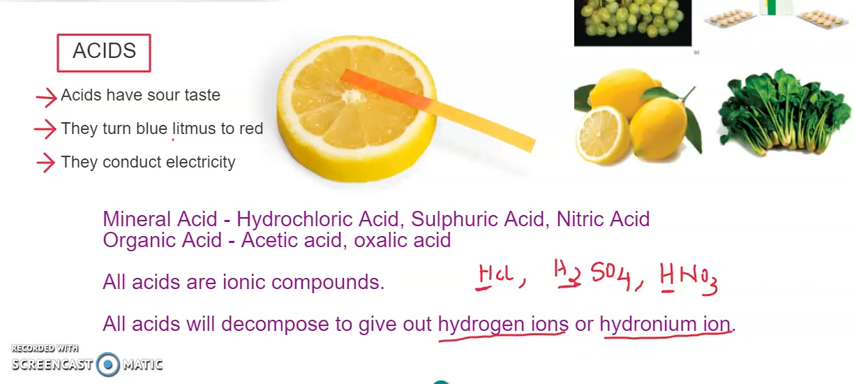 ACIDS
Acids have sour taste
They turn blue litmus to red
They conduct electricity
Mineral Acid - Hydrochloric Acid, Sulphuric Acid, Nitric Acid
Organic Acid - Acetic acid, oxalic acid
All acids are ionic compounds.
Hcl, H2SO4, HNO3
All acids will decompose to give out hydrogen ions or hydronium ion.
RECORDED WITH
SCREENCAST MATIC